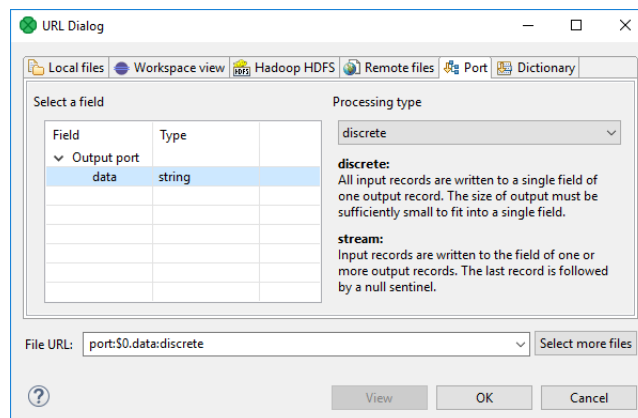 URL Dialog
Local files
Workspace view
HDFS
Hadoop HDFS
Remote files
Port
Dictionary
Select a field
Processing type
Field
Type
discrete
Output port
data
string
discrete:
All input records are written to a single field of
one output record. The size of output must be
sufficiently small to fit into a single field.
stream:
Input records are written to the field of one or
more output records. The last record is followed
by a null sentinel.
File URL:
port:$0.data:discrete
Select more files
?
View
OK
Cancel